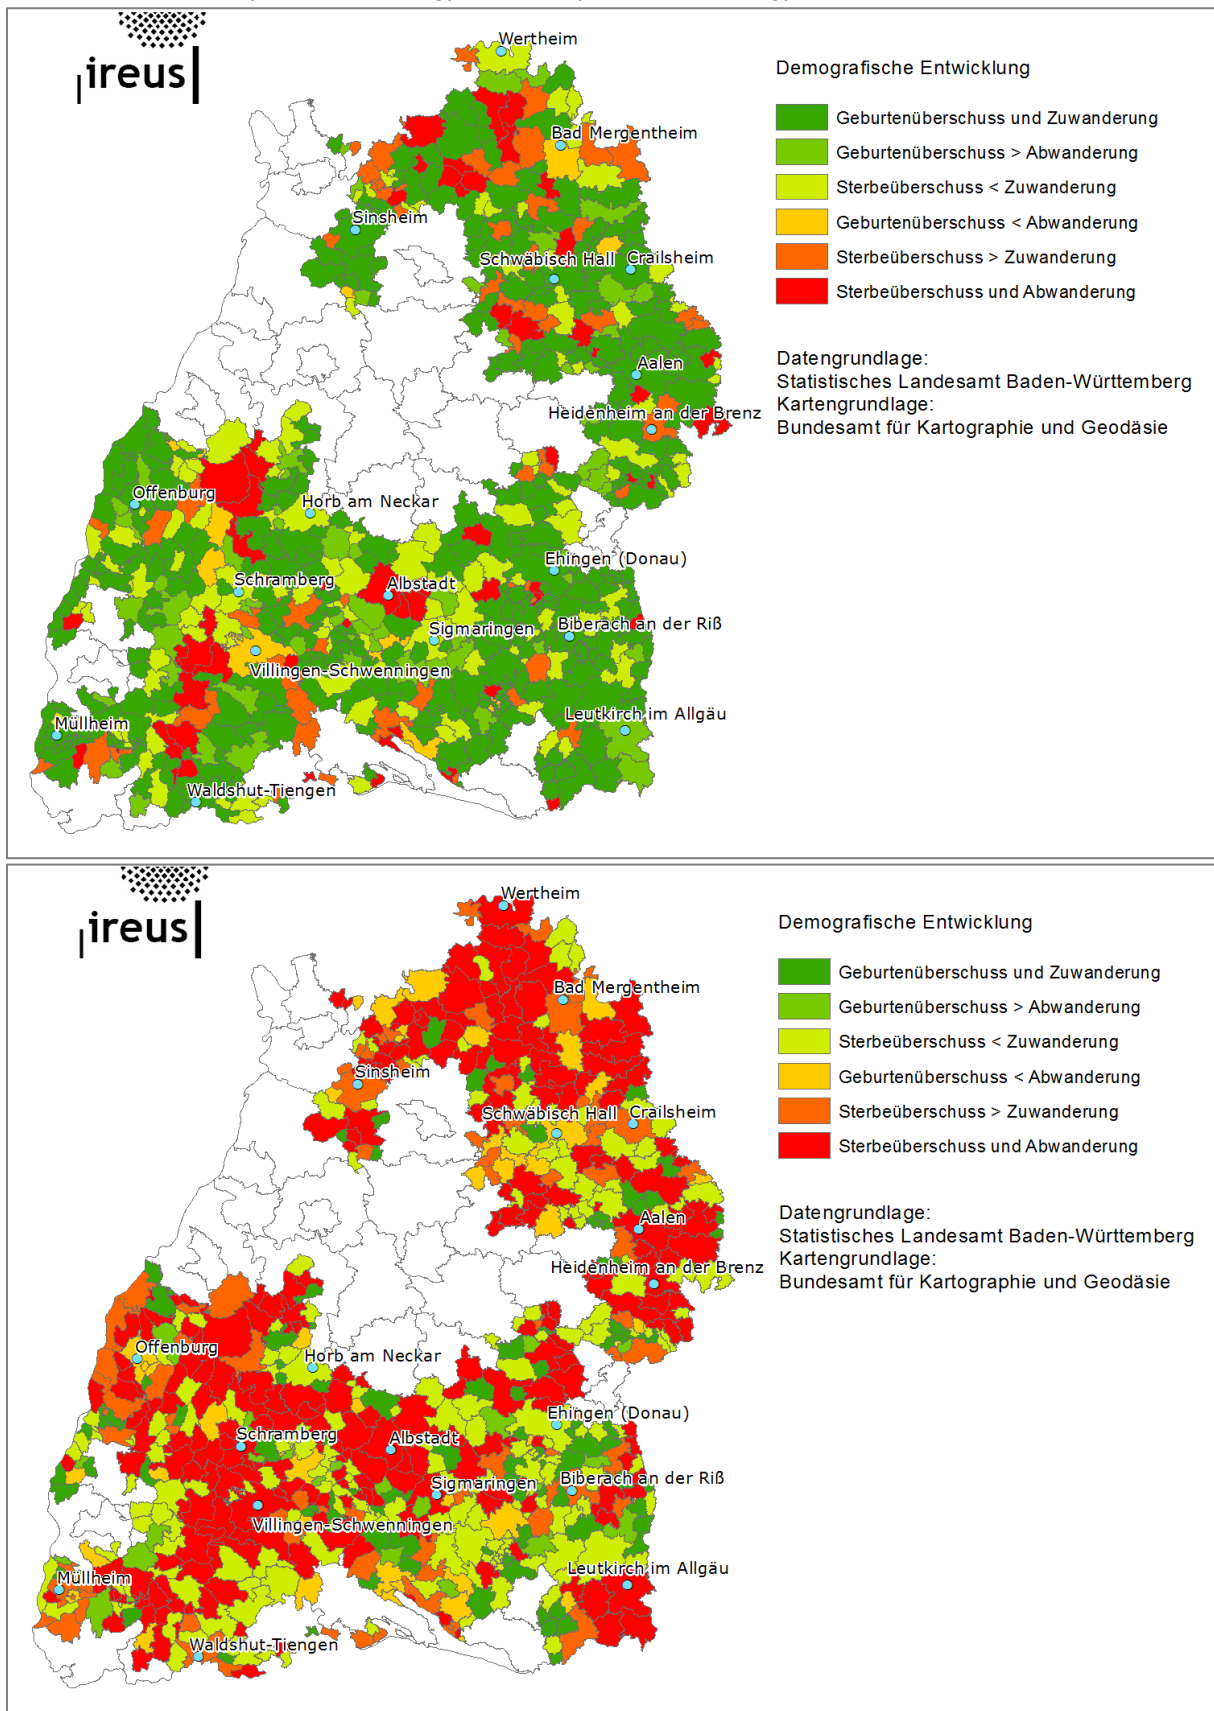 ireus
Wertheim
Demografische Entwicklung
Geburtenüberschuss und Zuwanderung
Geburtenüberschuss > Abwanderung
Sterbeüberschuss < Zuwanderung
Geburtenüberschuss < Abwanderung
Sterbeüberschuss > Zuwanderung
Sterbeüberschuss und Abwanderung
Datengrundlage:
Statistisches Landesamt Baden-Württemberg
Kartengrundlage:
Bundesamt für Kartographie und Geodäsie
Bad Mergentheim
Sinsheim
Schwäbisch Hall
Crailsheim
Aalen
Heidenheim an der Brenz
Offenburg
Horb am Neckar
Ehingen (Donau)
Schramberg
Albstadt
Sigmaringen
Biberach an der Riß
Villingen-Schwenningen
Leutkirch im Allgäu
Müllheim
Waldshut-Tiengen
ireus
Wertheim
Demografische Entwicklung
Geburtenüberschuss und Zuwanderung
Geburtenüberschuss > Abwanderung
Sterbeüberschuss < Zuwanderung
Geburtenüberschuss < Abwanderung
Sterbeüberschuss > Zuwanderung
Sterbeüberschuss und Abwanderung
Datengrundlage:
Statistisches Landesamt Baden-Württemberg
Kartengrundlage:
Bundesamt für Kartographie und Geodäsie
Bad Mergentheim
Sinsheim
Schwäbisch Hall
Crailsheim
Aalen
Heidenheim an der Brenz
Offenburg
Horb am Neckar
Ehingen (Donau)
Schramberg
Albstadt
Sigmaringen
Biberach an der Riß
Villingen-Schwenningen
Leutkirch im Allgäu
Müllheim
Waldshut-Tiengen